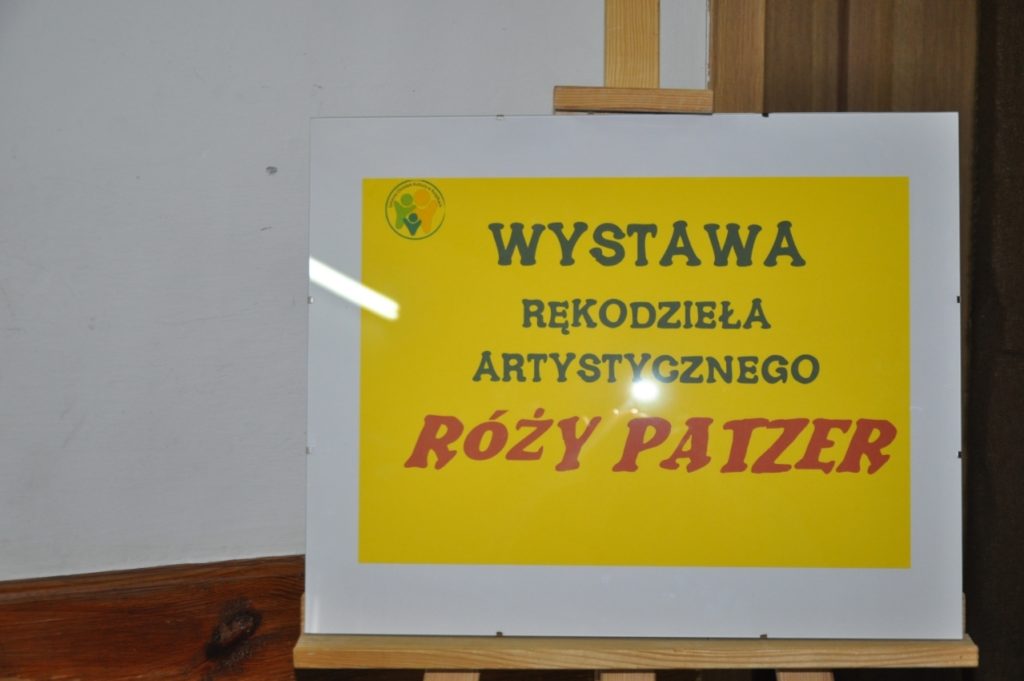 WYSTAWA
RĘKODZIEŁA
ARTYSTYCZNEGO
RÓŻY PATZER